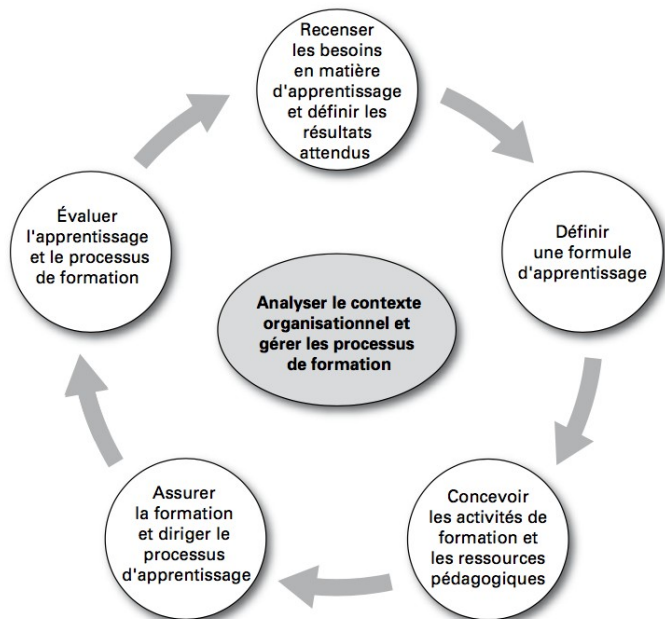 Recenser
les besoins
en matière
d'apprentissage
et définir les
résultats
attendus
Définir
une formule
d'apprentissage
Concevoir
les activités de
formation et
les ressources
pédagogiques
Assurer
la formation
et diriger le
processus
d'apprentissage
Évaluer
l'apprentissage
et le processus
de formation
Analyser le contexte
organisationnel et
gérer les processus
de formation